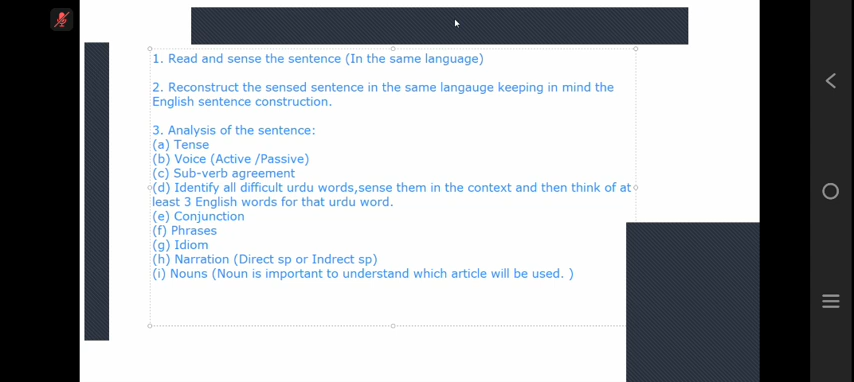 1. Read and sense the sentence (In the same language)
2. Reconstruct the sensed sentence in the same langauge keeping in mind the
English sentence construction.
3. Analysis of the sentence:
(a) Tense
(b) Voice (Active /Passive)
(c) Sub-verb agreement
(d) Identify all difficult urdu words,sense them in the context and then think of at
least 3 English words for that urdu word.
(e) Conjunction
(f) Phrases
(g) Idiom
(h) Narration (Direct sp or Indrect sp)
(i) Nouns (Noun is important to understand which article will be used. )